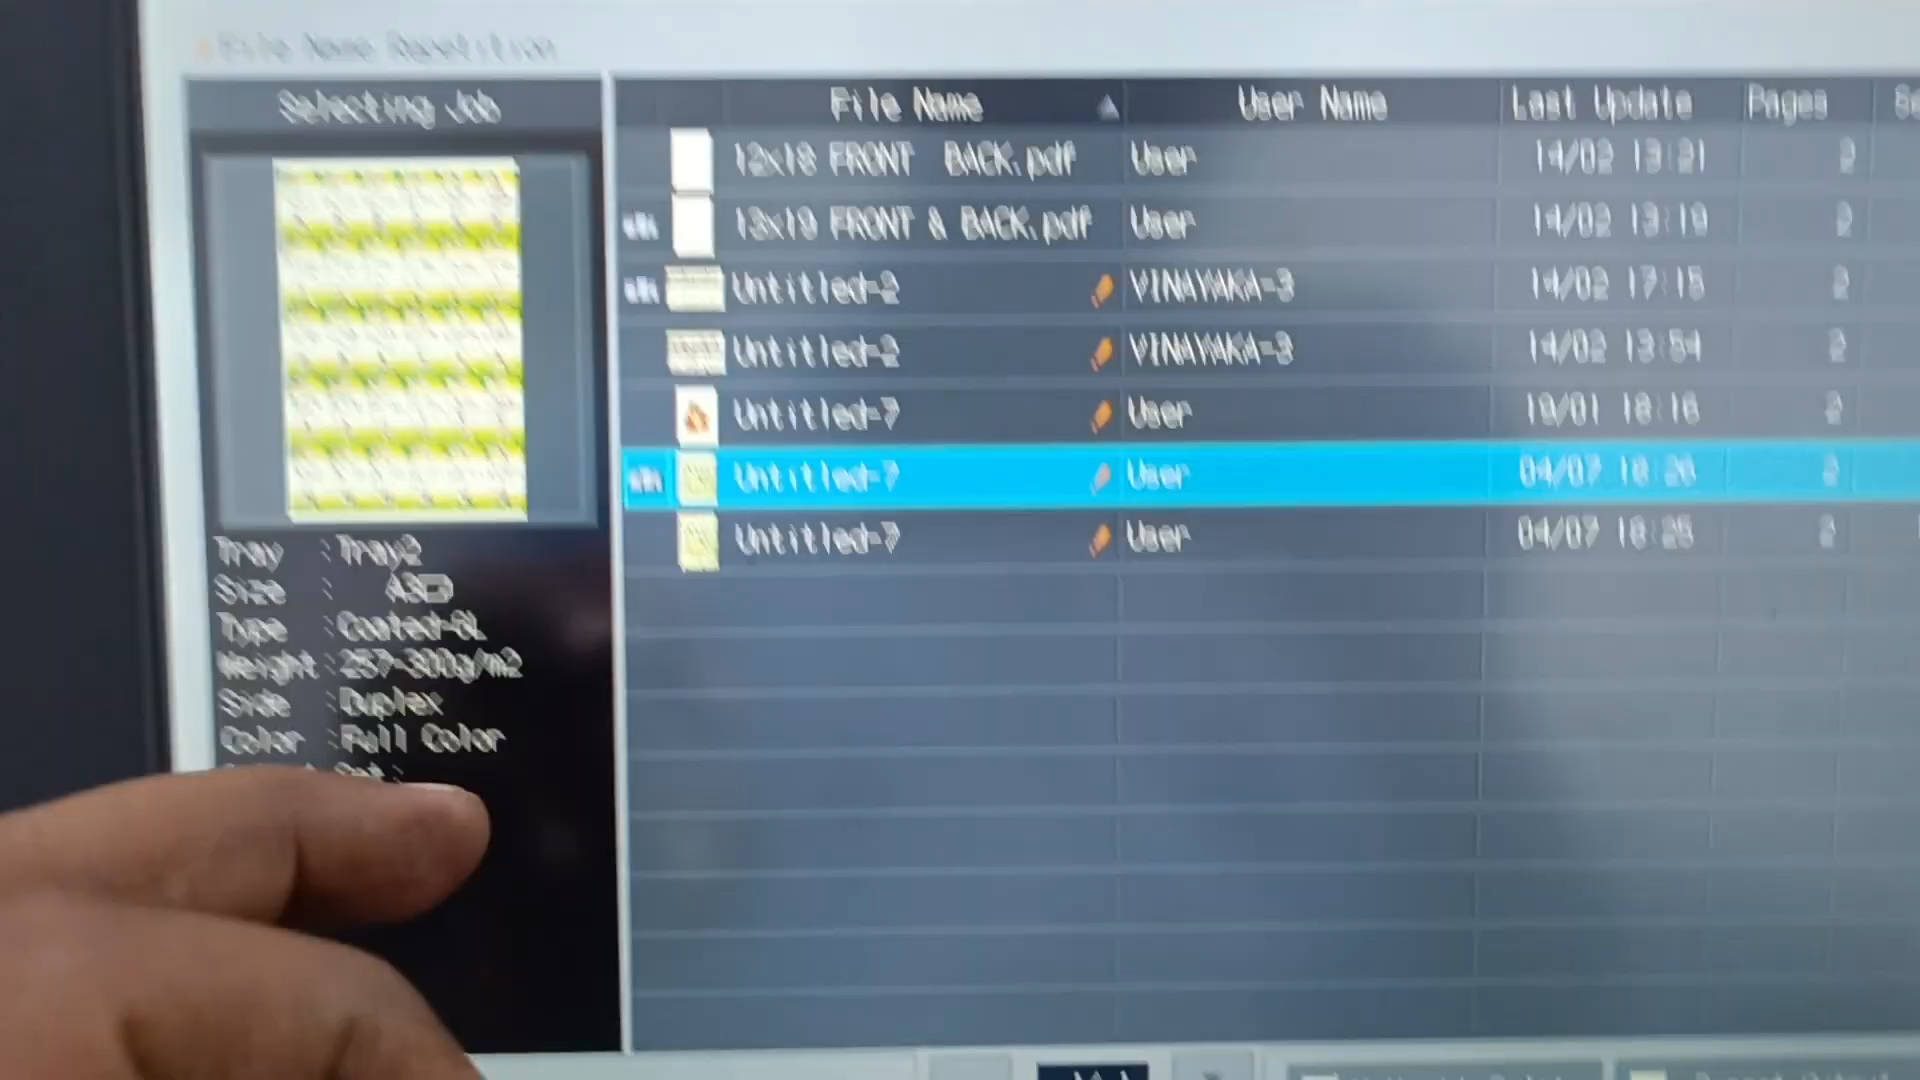 File Name Repetition
Selecting Job
File Name User Name Last Update Pages
12x18 FRONT BACK.pdf User 14/02 13:21 2
13x19 FRONT & BACK.pdf User 14/02 13:19 2
Untitled-2 VINAYAKA-3 14/02 17:15 2
Untitled-2 VINAYAKA-3 14/02 13:54 2
Untitled-7 User 19/01 18:16 2
Untitled-7 User 04/07 18:26 2
Untitled-7 User 04/07 18:25 2
Tray : Tray2
Size : A3
Type : Coated-GL
Weight : 257-300g/m2
Side : Duplex
Color : Full Color